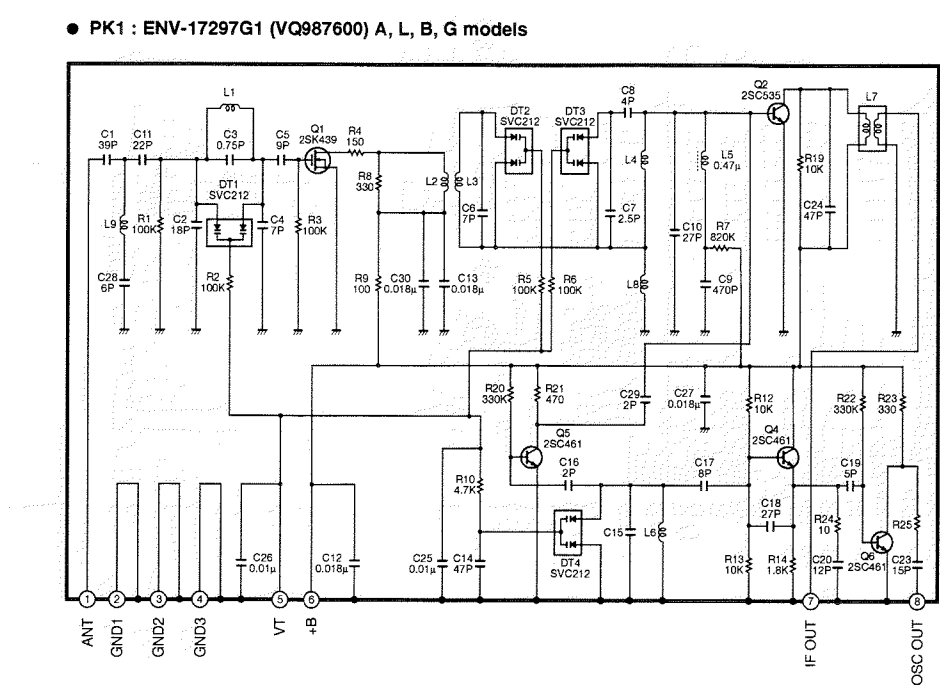 ● PK1 : ENV-17297G1 (VQ987600) A, L, B, G models
C1
39P
C11
22P
L1
C3
0.75P
C5
9P
Q1
2SK439
R4
150
DT2
SVC212
DT3
SVC212
C8
4P
Q2
2SC535
L7
DT1
SVC212
R8
330
L2
L3
L4
L5
0.47μ
R19
10K
L9
R1
100K
C2
18P
C4
7P
R3
100K
C6
7P
C7
2.5P
C10
27P
R7
820K
C24
47P
C28
6P
R2
100K
R9
100
C30
0.018μ
C13
0.018μ
R5
100K
R6
100K
L8
C9
470P
R20
330K
R21
470
C29
2P
C27
0.018μ
R12
10K
R22
330K
R23
330
Q5
2SC461
Q4
2SC461
C16
2P
C17
8P
C19
5P
R10
4.7K
C18
27P
R24
10
R25
C15
L6
Q6
2SC461
C26
0.01μ
C12
0.018μ
C25
0.01μ
C14
47P
DT4
SVC212
R13
10K
R14
1.8K
C20
12P
C23
15P
1
2
3
4
5
6
7
8
ANT
GND1
GND2
GND3
VT
+B
IF OUT
OSC OUT